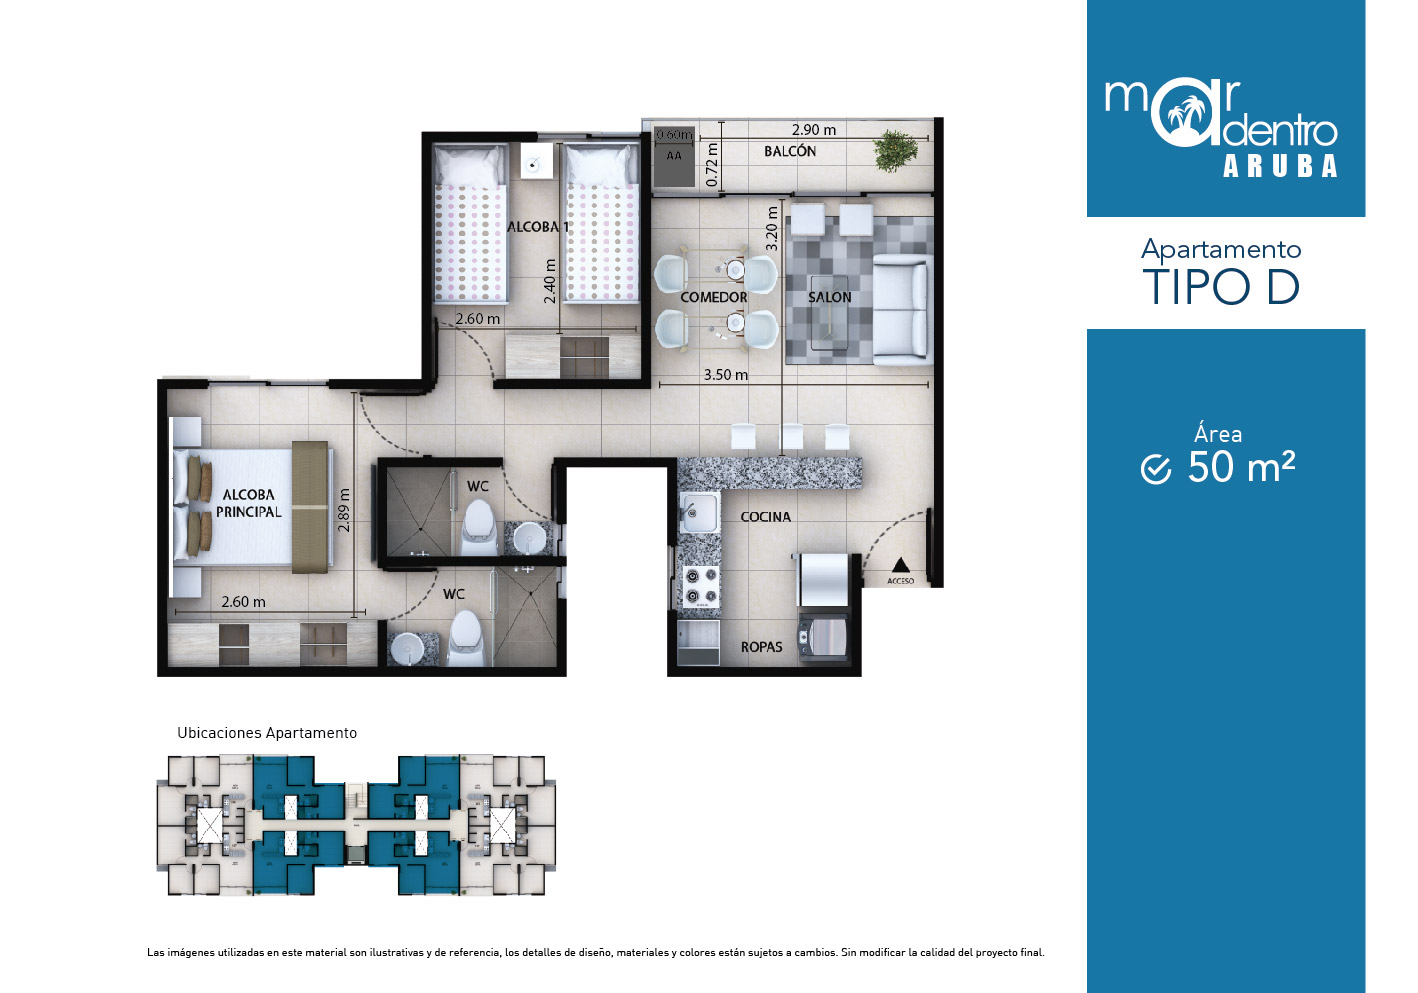 mar
adentro
ARUBA
Apartamento
TIPO D
Área
50 m²
2.90 m
0.60m
AA
BALCÓN
0.72 m
ALCOBA 1
3.20 m
2.40 m
COMEDOR
SALON
2.60 m
3.50 m
ALCOBA
PRINCIPAL
2.89 m
WC
COCINA
ACCESO
WC
2.60 m
ROPAS
Ubicaciones Apartamento
Las imágenes utilizadas en este material son ilustrativas y de referencia, los detalles de diseño, materiales y colores están sujetos a cambios. Sin modificar la calidad del proyecto final.